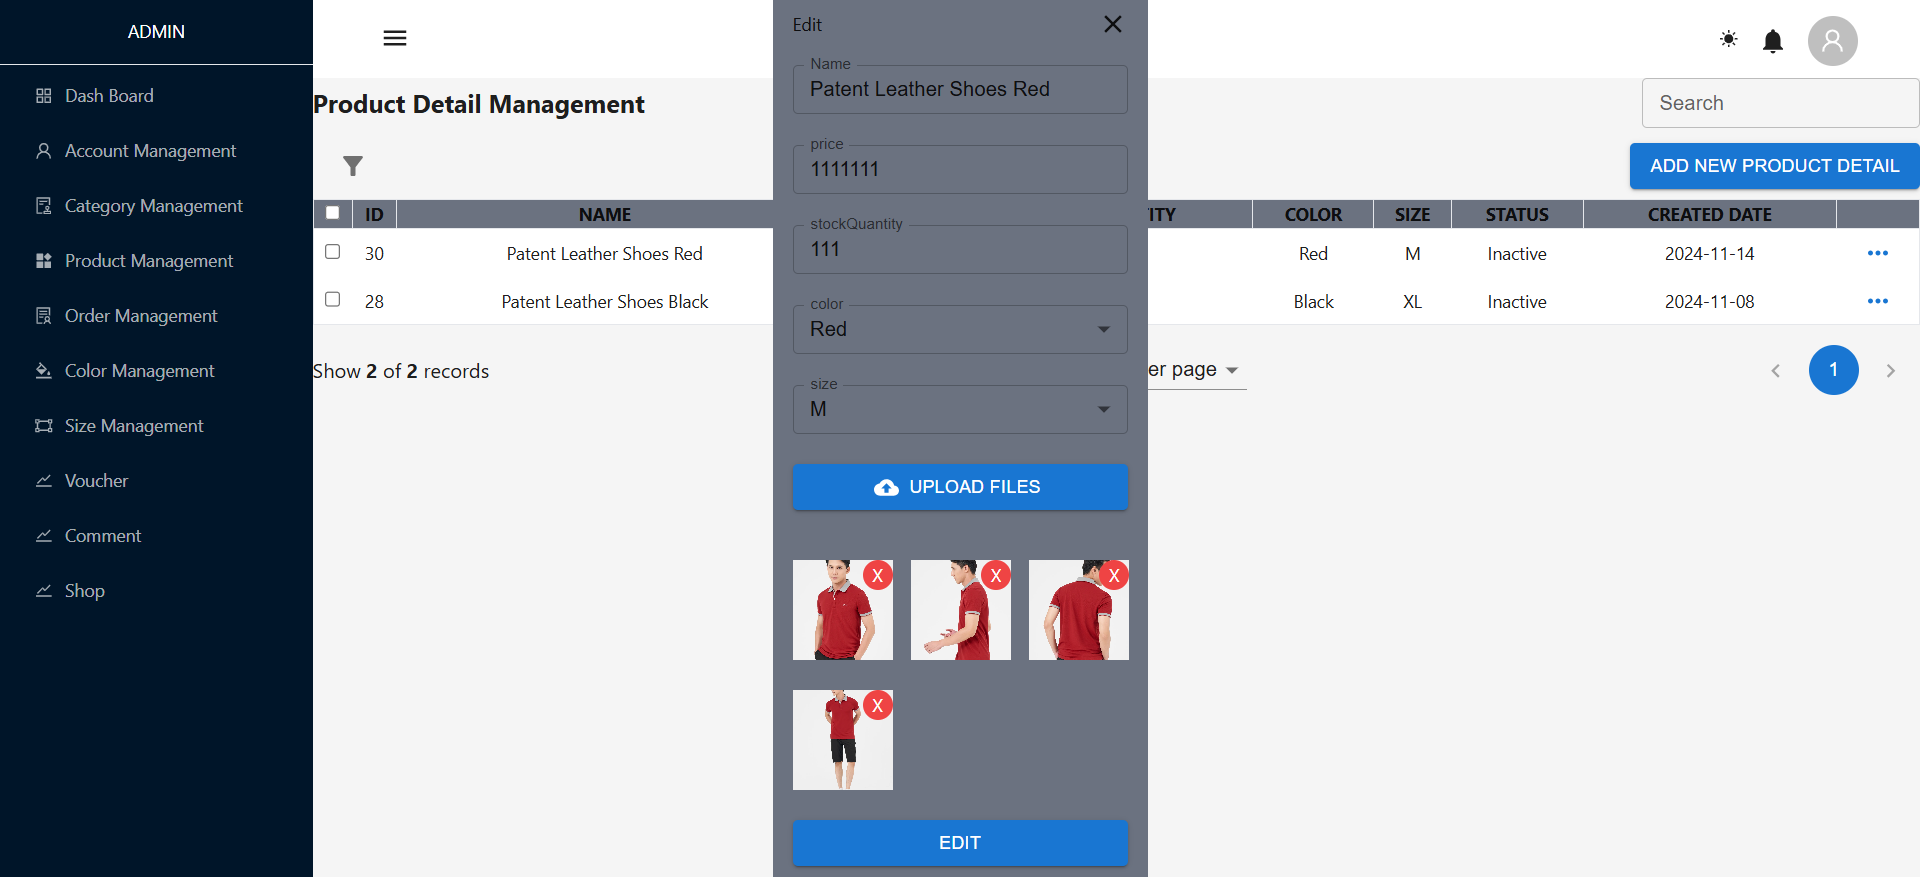 ADMIN
Dash Board
Account Management
Category Management
Product Management
Order Management
Color Management
Size Management
Voucher
Comment
Shop
Product Detail Management
Search
ADD NEW PRODUCT DETAIL
ID NAME ITY COLOR SIZE STATUS CREATED DATE
30 Patent Leather Shoes Red Red M Inactive 2024-11-14
28 Patent Leather Shoes Black Black XL Inactive 2024-11-08
Show 2 of 2 records
er page
1
Edit
Name
Patent Leather Shoes Red
price
1111111
stockQuantity
111
color
Red
size
M
UPLOAD FILES
X X X
X
EDIT